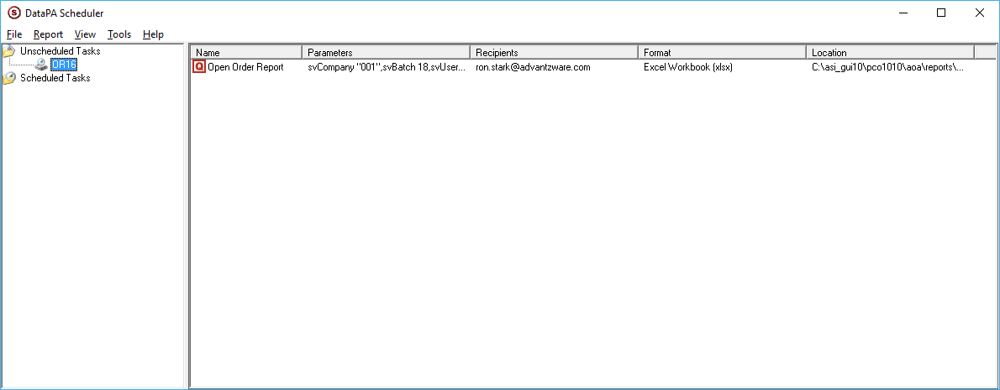 DataPA Scheduler
File Report View Tools Help
Unscheduled Tasks
OR16
Scheduled Tasks
Name Parameters Recipients Format Location
Open Order Report svCompany "001",svBatch 18,svUser... ron.stark@advantzware.com Excel Workbook (xlsx) C:\asi_gui10\pco1010\aoa\reports\...